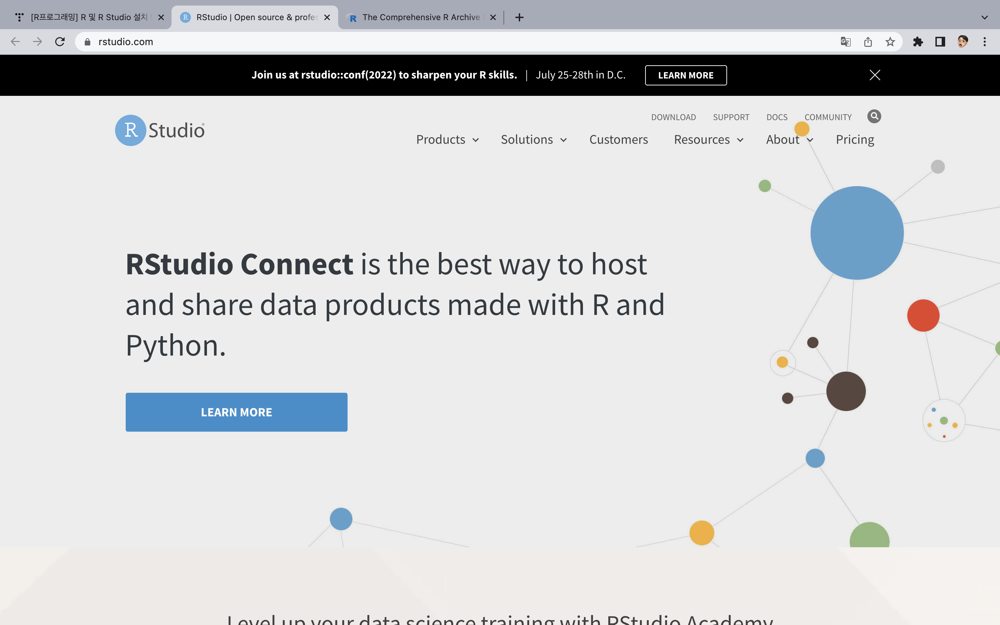 [R프로그래밍] R 및 R Studio 설치
RStudio | Open source & profes
The Comprehensive R Archive
rstudio.com
Join us at rstudio::conf(2022) to sharpen your R skills. | July 25-28th in D.C. LEARN MORE
DOWNLOAD SUPPORT DOCS COMMUNITY
R Studio®
Products Solutions Customers Resources About Pricing
RStudio Connect is the best way to host
and share data products made with R and
Python.
LEARN MORE
Level up your data science training with RStudio Academy